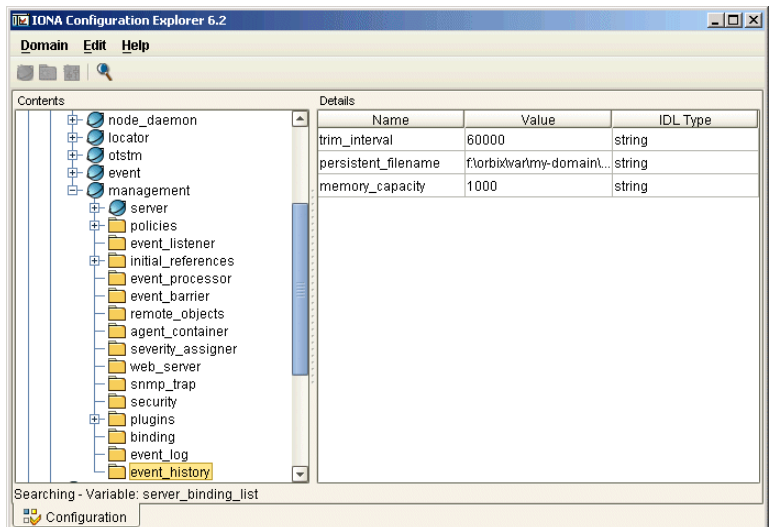 IONA Configuration Explorer 6.2
Domain Edit Help
Contents
node_daemon
locator
otstm
event
management
server
policies
event_listener
initial_references
event_processor
event_barrier
remote_objects
agent_container
severity_assigner
web_server
snmp_trap
security
plugins
binding
event_log
event_history
Details
Name Value IDL Type
trim_interval 60000 string
persistent_filename f:\orbix\var\my-domain\... string
memory_capacity 1000 string
Searching - Variable: server_binding_list
Configuration